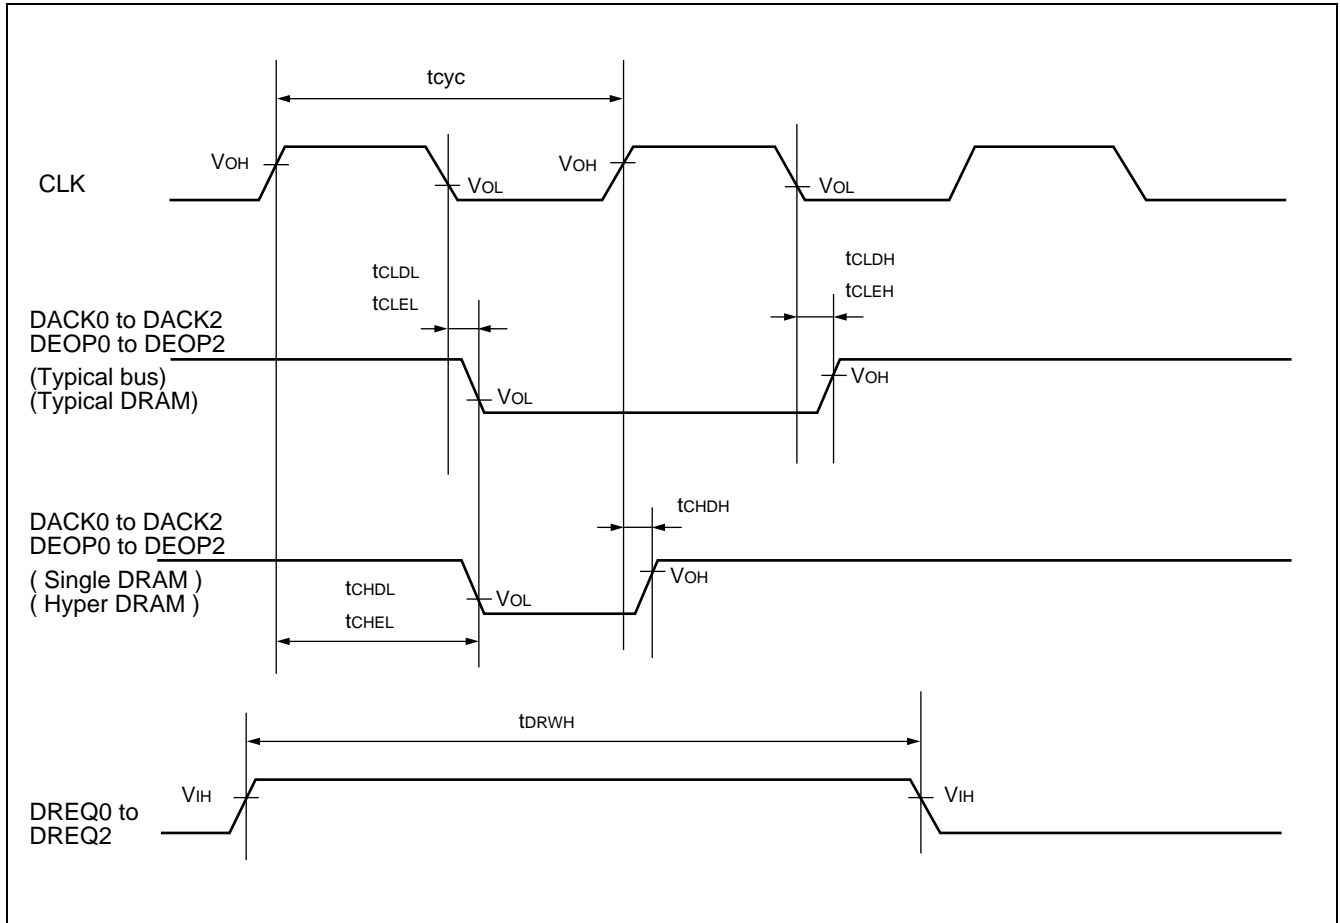 tcyc
VOH
VOH
CLK
VOL
VOL
tCLDL
tCLEL
tCLDH
tCLEH
DACK0 to DACK2
DEOP0 to DEOP2
(Typical bus)
(Typical DRAM)
VOL
VOH
tCHDH
DACK0 to DACK2
DEOP0 to DEOP2
( Single DRAM )
( Hyper DRAM )
tCHDL
tCHEL
VOL
VOH
tDRWH
VIH
VIH
DREQ0 to
DREQ2